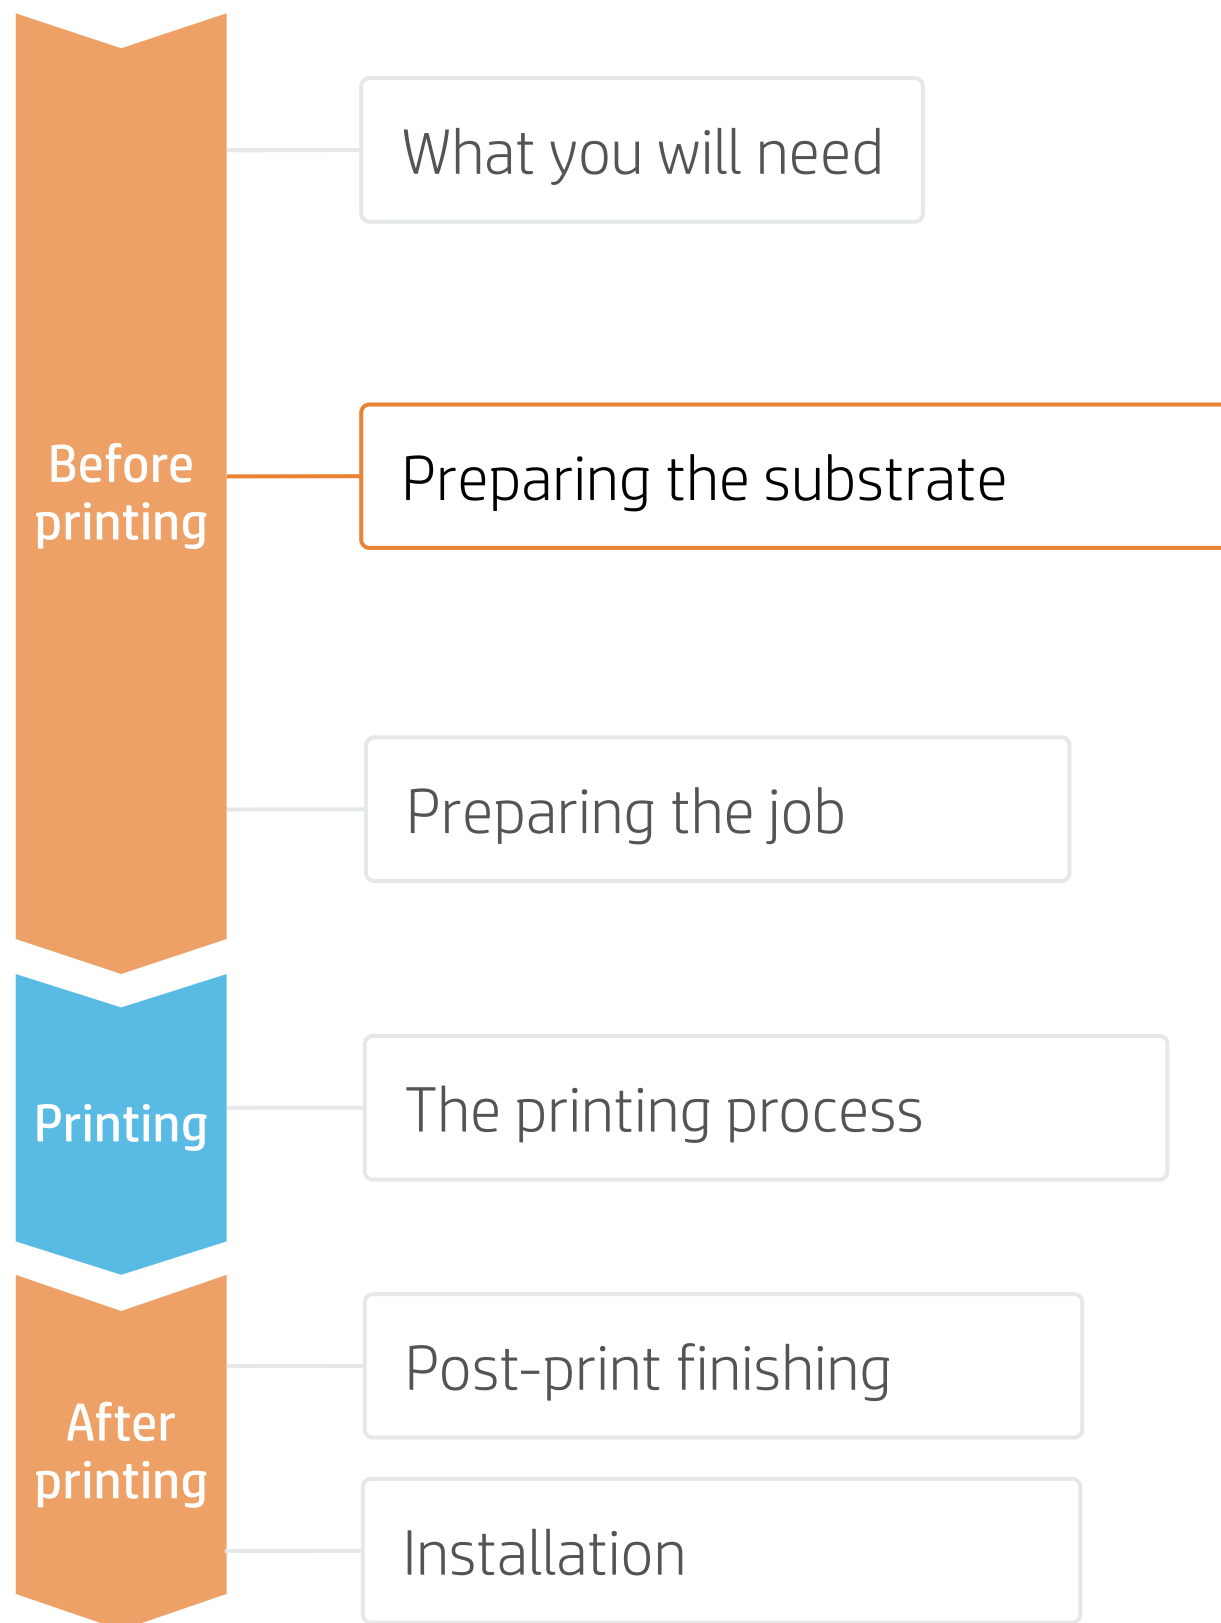 What you will need
Before
printing
Preparing the substrate
Preparing the job
Printing
The printing process
After
printing
Post-print finishing
Installation